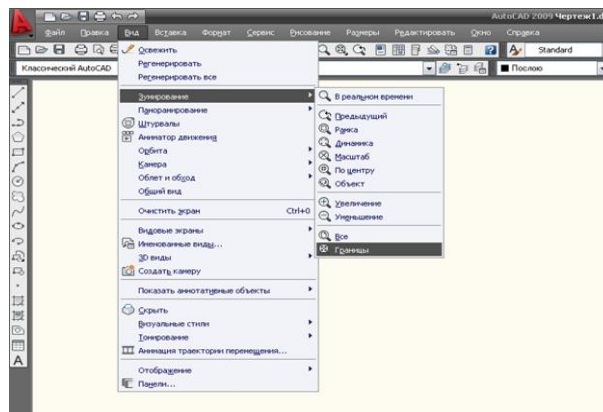 AutoCAD 2009 Чертеж1.d
Файл Правка Вид Вставка Формат Сервис Рисование Размеры Редактировать Окно Справка
Standard
Классический AutoCAD
Послою
Освежить
Регенерировать
Регенерировать все
Зумирование
Панорамирование
Штурвалы
Аниматор движения
Орбита
Камера
Облет и обход
Общий вид
Очистить экран Ctrl+0
Видовые экраны
Именованные виды...
3D виды
Создать камеру
Показать аннотативные объекты
Скрыть
Визуальные стили
Тонирование
Анимация траектории перемещения...
Отображение
Панели...
В реальном времени
Предыдущий
Рамка
Динамика
Масштаб
По центру
Объект
Увеличение
Уменьшение
Все
Границы
A